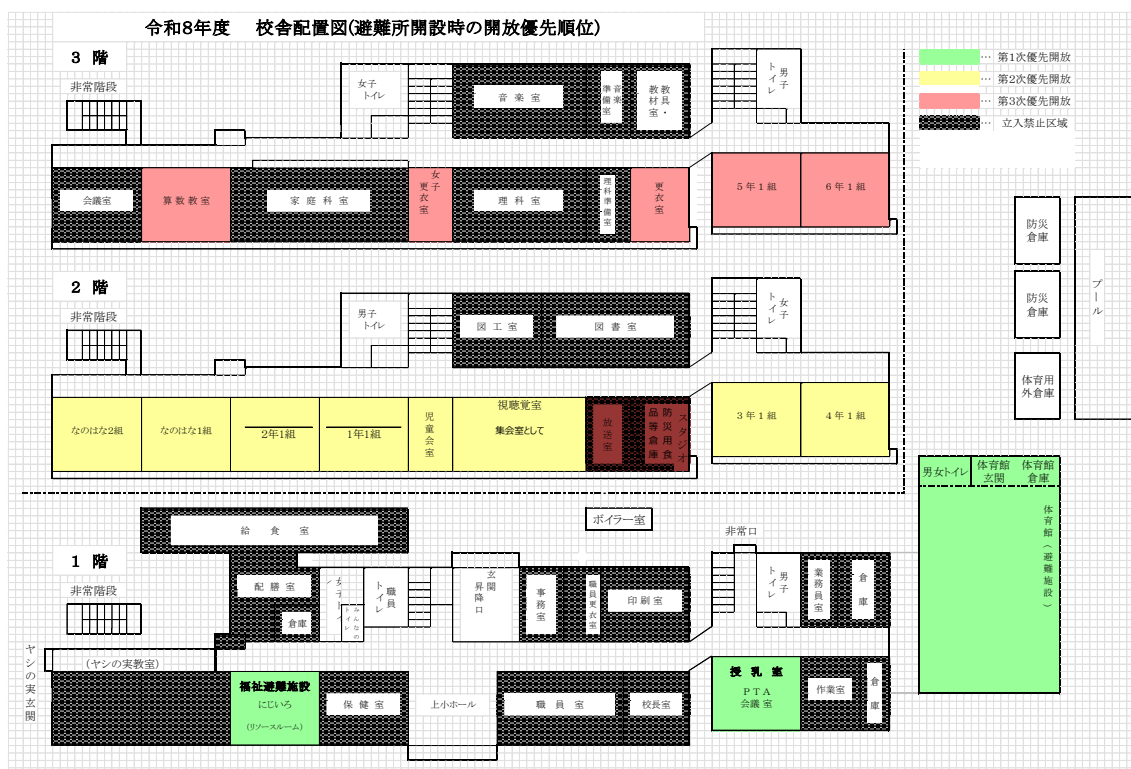 令和8年度 校舎配置図(避難所開設時の開放優先順位)
3 階
非常階段
女子
トイレ
音楽室
音楽準備室
教具・教材室
男子トイレ
… 第1次優先開放
… 第2次優先開放
… 第3次優先開放
… 立入禁止区域
会議室
算数教室
家庭科室
女子更衣室
理科室
理科準備室
更衣室
5年1組
6年1組
防災
倉庫
防災
倉庫
体育用
外倉庫
プール
2 階
非常階段
男子
トイレ
図工室
図書室
女子トイレ
なのはな2組
なのはな1組
2年1組
1年1組
児童会室
視聴覚室
集会室として
放送室
防災用食品等倉庫
スタジオ
3年1組
4年1組
男女トイレ
体育館
玄関
体育館
倉庫
体育館(避難施設)
1 階
給食室
ボイラー室
非常口
非常階段
配膳室
倉庫
女子トイレ
みんなのトイレ
職員トイレ
玄関
昇降口
事務室
職員更衣室
印刷室
男子トイレ
業務員室
倉庫
ヤシの実玄関
(ヤシの実教室)
福祉避難施設
にじいろ
(リソースルーム)
保健室
上小ホール
職員室
校長室
授乳室
PTA
会議室
作業室
倉庫